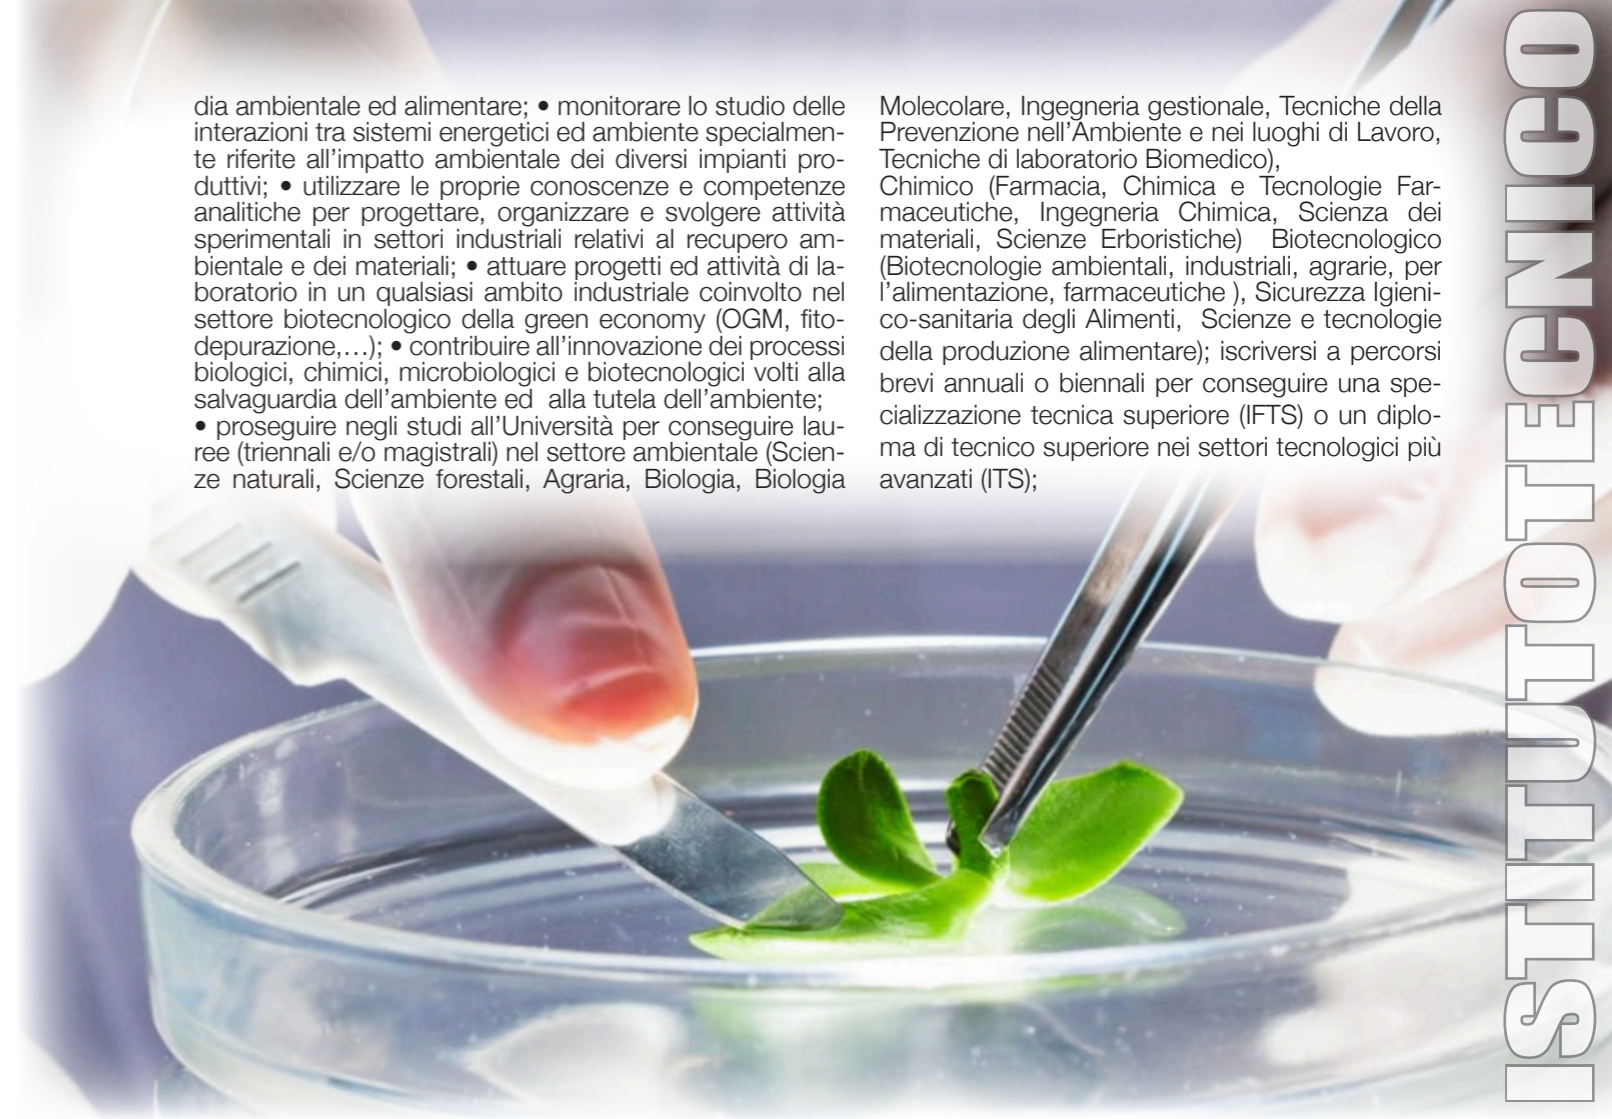 dia ambientale ed alimentare; • monitorare lo studio delle
interazioni tra sistemi energetici ed ambiente specialmen-
te riferite all'impatto ambientale dei diversi impianti pro-
duttivi; • utilizzare le proprie conoscenze e competenze
analitiche per progettare, organizzare e svolgere attività
sperimentali in settori industriali relativi al recupero am-
bientale e dei materiali; • attuare progetti ed attività di la-
boratorio in un qualsiasi ambito industriale coinvolto nel
settore biotecnologico della green economy (OGM, fito-
depurazione,…); • contribuire all'innovazione dei processi
biologici, chimici, microbiologici e biotecnologici volti alla
salvaguardia dell'ambiente ed  alla tutela dell'ambiente;
• proseguire negli studi all'Università per conseguire lau-
ree (triennali e/o magistrali) nel settore ambientale (Scien-
ze naturali, Scienze forestali, Agraria, Biologia, Biologia
Molecolare, Ingegneria gestionale, Tecniche della
Prevenzione nell'Ambiente e nei luoghi di Lavoro,
Tecniche di laboratorio Biomedico),
Chimico (Farmacia, Chimica e Tecnologie Far-
maceutiche, Ingegneria Chimica, Scienza dei
materiali, Scienze Erboristiche)  Biotecnologico
(Biotecnologie ambientali, industriali, agrarie, per
l'alimentazione, farmaceutiche ), Sicurezza Igieni-
co-sanitaria degli Alimenti,  Scienze e tecnologie
della produzione alimentare); iscriversi a percorsi
brevi annuali o biennali per conseguire una spe-
cializzazione tecnica superiore (IFTS) o un diplo-
ma di tecnico superiore nei settori tecnologici più
avanzati (ITS);
ISTITUTOTECNICO